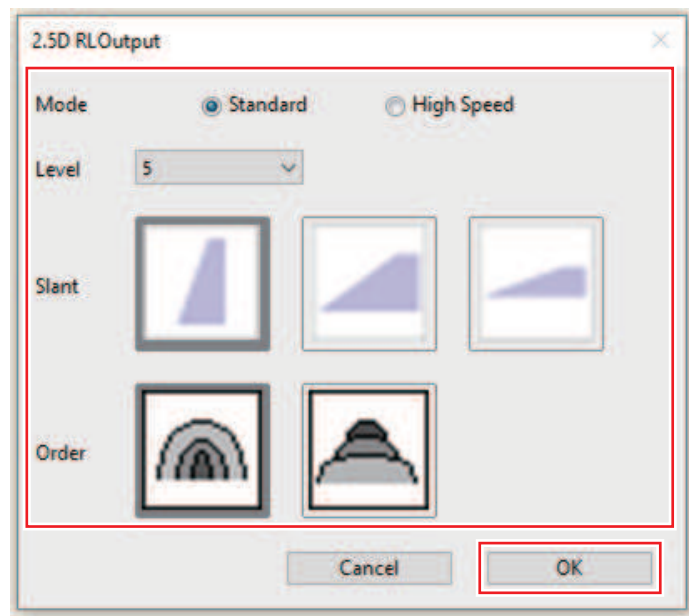 2.5D RLOutput
Mode Standard High Speed
Level 5
Slant
Order
Cancel OK